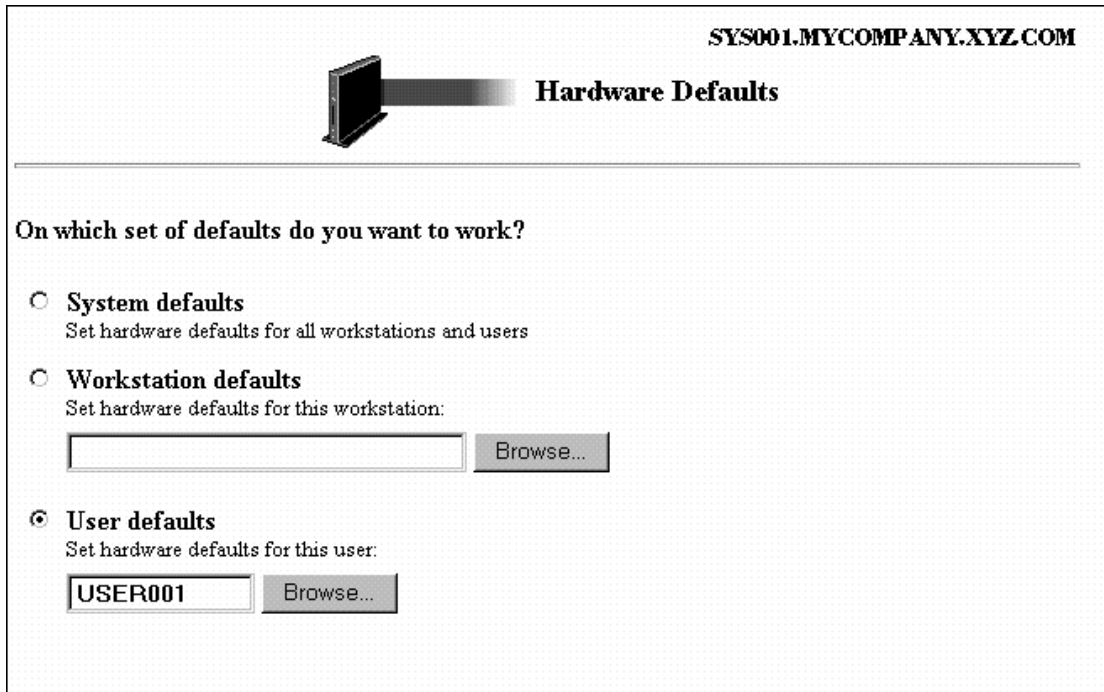 SYS001.MYCOMPANY.XYZ.COM
Hardware Defaults
On which set of defaults do you want to work?
System defaults
Set hardware defaults for all workstations and users
Workstation defaults
Set hardware defaults for this workstation:
Browse...
User defaults
Set hardware defaults for this user:
USER001 Browse...